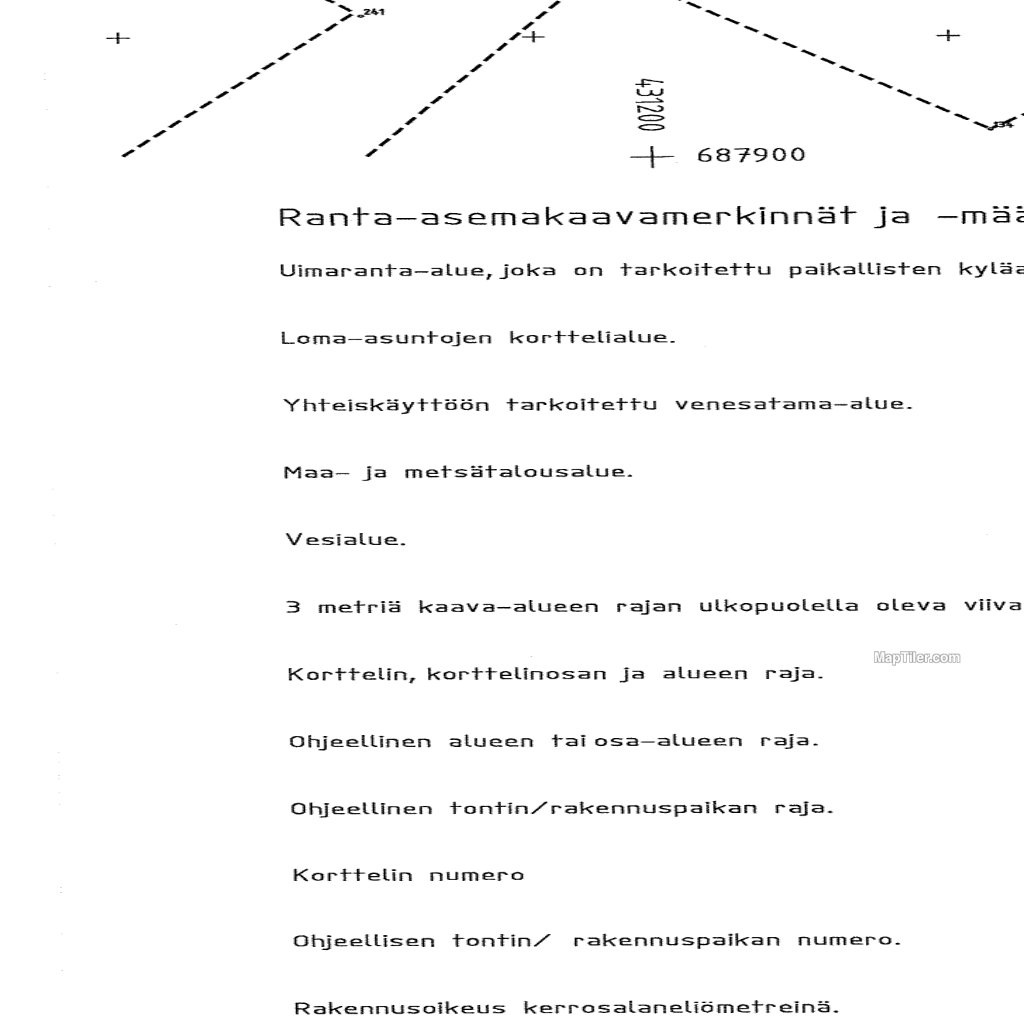 241
134
431200
687900
Ranta-asemakaavamerkinnät ja -mää
Uimaranta-alue, joka on tarkoitettu paikallisten kylää
Loma-asuntojen korttelialue.
Yhteiskäyttöön tarkoitettu venesatama-alue.
Maa- ja metsätalousalue.
Vesialue.
3 metriä kaava-alueen rajan ulkopuolella oleva viiva
MapTiler.com
Korttelin, korttelinosan ja alueen raja.
Ohjeellinen alueen tai osa-alueen raja.
Ohjeellinen tontin/rakennuspaikan raja.
Korttelin numero
Ohjeellisen tontin/ rakennuspaikan numero.
Rakennusoikeus kerrosalaneliömetreinä.